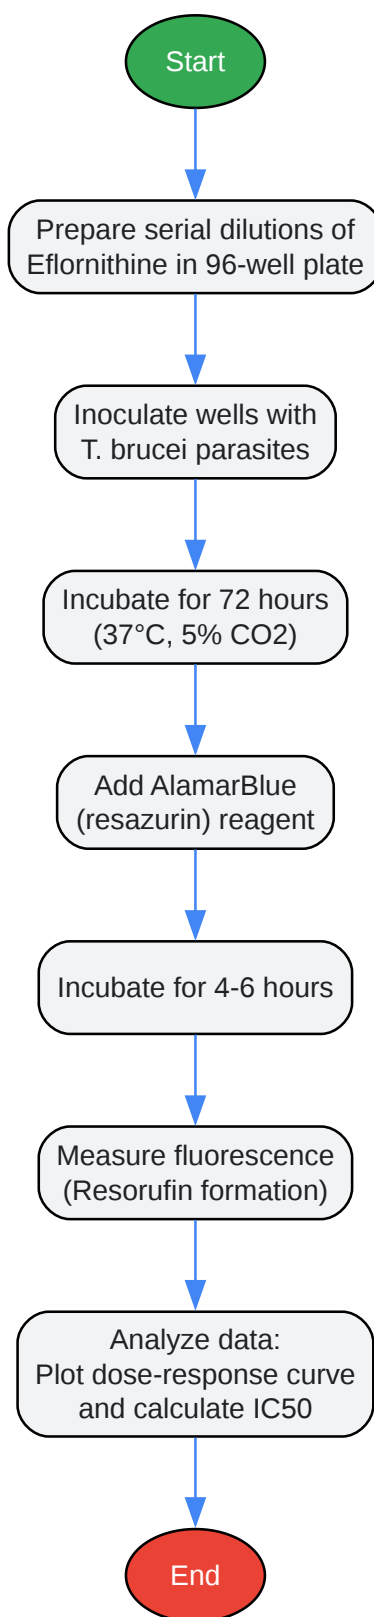 Start
Prepare serial dilutions of
Eflornithine in 96-well plate
Inoculate wells with
T. brucei parasites
Incubate for 72 hours
(37°C, 5% CO2)
Add AlamarBlue
(resazurin) reagent
Incubate for 4-6 hours
Measure fluorescence
(Resorufin formation)
Analyze data:
Plot dose-response curve
and calculate IC50
End